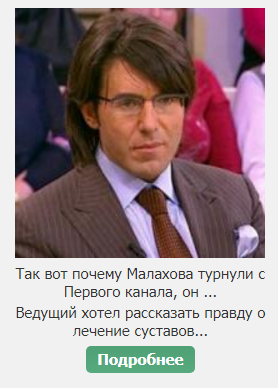 Так вот почему Малахова турнули с
Первого канала, он ...
Ведущий хотел рассказать правду о
лечение суставов...
Подробнее